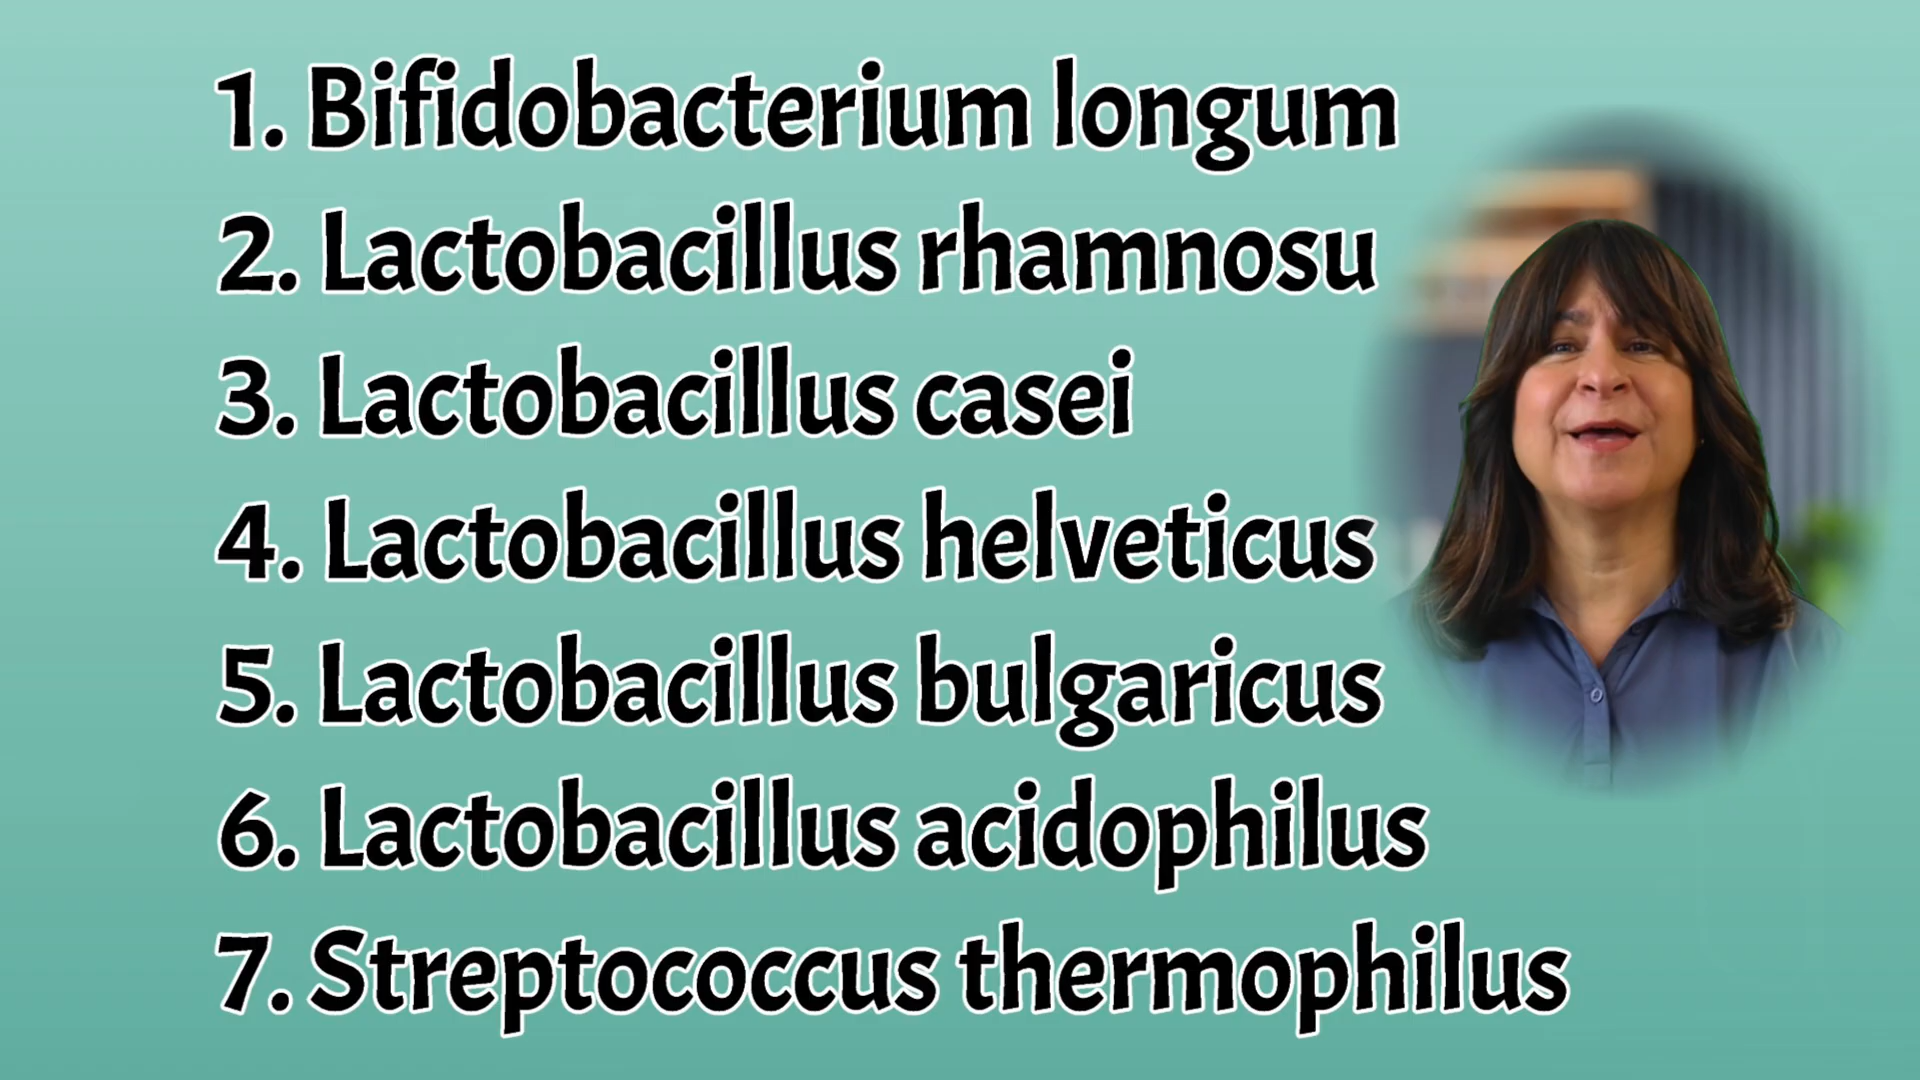 1. Bifidobacterium longum
2. Lactobacillus rhamnosu
3. Lactobacillus casei
4. Lactobacillus helveticus
5. Lactobacillus bulgaricus
6. Lactobacillus acidophilus
7. Streptococcus thermophilus